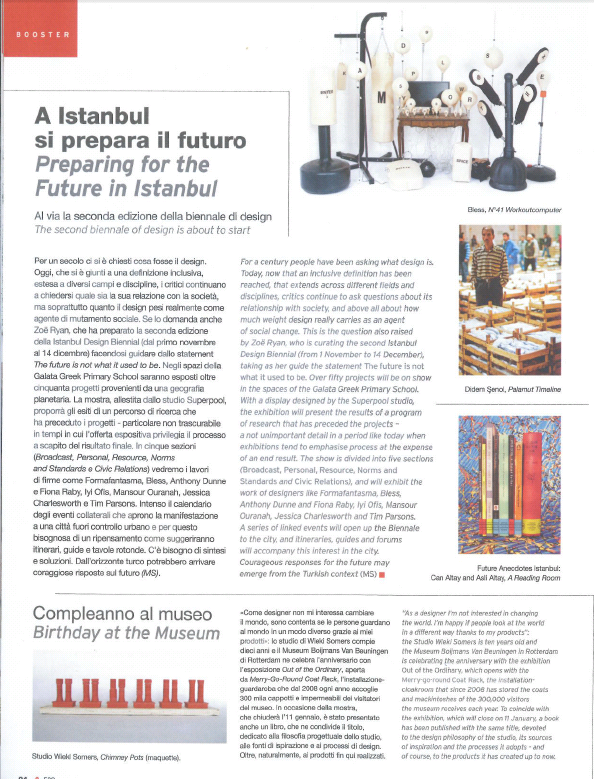 BOOSTER
A Istanbul
si prepara il futuro
Preparing for the
Future in Istanbul
Al via la seconda edizione della biennale di design
The second biennale of design is about to start
Per un secolo ci si è chiesti cosa fosse il design.
Oggi, che si è giunti a una definizione inclusiva,
estesa a diversi campi e discipline, i critici continuano
a chiedersi quale sia la sua relazione con la società,
ma soprattutto quanto il design pesi realmente come
agente di mutamento sociale. Se lo domanda anche
Zoë Ryan, che ha preparato la seconda edizione
della Istanbul Design Biennial (dal primo novembre
al 14 dicembre) facendosi guidare dallo statement
The future is not what it used to be. Negli spazi della
Galata Greek Primary School saranno esposti oltre
cinquanta progetti provenienti da una geografia
planetaria. La mostra, allestita dallo studio Superpool,
proporrà gli esiti di un percorso di ricerca che
ha preceduto i progetti - particolare non trascurabile
in tempi in cui l'offerta espositiva privilegia il processo
a scapito del risultato finale. In cinque sezioni
(Broadcast, Personal, Resource, Norms
and Standards e Civic Relations) vedremo i lavori
di firme come Formafantasma, Bless, Anthony Dunne
e Fiona Raby, Iyi Ofis, Mansour Ouranah, Jessica
Charlesworth e Tim Parsons. Intenso il calendario
degli eventi collaterali che aprono la manifestazione
a una città fuori controllo urbano e per questo
bisognosa di un ripensamento come suggeriranno
itinerari, guide e tavole rotonde. C'è bisogno di sintesi
e soluzioni. Dall'orizzonte turco potrebbero arrivare
coraggiose risposte sul futuro (MS).
For a century people have been asking what design is.
Today, now that an inclusive definition has been
reached, that extends across different fields and
disciplines, critics continue to ask questions about its
relationship with society, and above all about how
much weight design really carries as an agent
of social change. This is the question also raised
by Zoë Ryan, who is curating the second Istanbul
Design Biennial (from 1 November to 14 December),
taking as her guide the statement The future is not
what it used to be. Over fifty projects will be on show
in the spaces of the Galata Greek Primary School.
With a display designed by the Superpool studio,
the exhibition will present the results of a program
of research that has preceded the projects -
a not unimportant detail in a period like today when
exhibitions tend to emphasise process at the expense
of an end result. The show is divided into five sections
(Broadcast, Personal, Resource, Norms and
Standards and Civic Relations), and will exhibit the
work of designers like Formafantasma, Bless,
Anthony Dunne and Fiona Raby, Iyi Ofis, Mansour
Ouranah, Jessica Charlesworth and Tim Parsons.
A series of linked events will open up the Biennale
to the city, and itineraries, guides and forums
will accompany this interest in the city.
Courageous responses for the future may
emerge from the Turkish context (MS)
Bless, N°41 Workoutcomputer
Didem Şenol, Palamut Timeline
Future Anecdotes Istanbul:
Can Altay and Asli Altay, A Reading Room
Compleanno al museo
Birthday at the Museum
Studio Wieki Somers, Chimney Pots (maquette).
«Come designer non mi interessa cambiare
il mondo, sono contenta se le persone guardano
al mondo in un modo diverso grazie ai miei
prodotti»: lo studio di Wieki Somers compie
dieci anni e il Museum Boijmans Van Beuningen
di Rotterdam ne celebra l'anniversario con
l'esposizione Out of the Ordinary, aperta
da Merry-Go-Round Coat Rack, l'installazione-
guardaroba che dal 2008 ogni anno accoglie
300 mila cappotti e impermeabili dei visitatori
del museo. In occasione della mostra,
che chiuderà l'11 gennaio, è stato presentato
anche un libro, che ne condivide il titolo,
dedicato alla filosofia progettuale dello studio,
alle fonti di ispirazione e ai processi di design.
Oltre, naturalmente, ai prodotti fin qui realizzati.
"As a designer I'm not interested in changing
the world. I'm happy if people look at the world
in a different way thanks to my products":
the Studio Wieki Somers is ten years old and
the Museum Boijmans Van Beuningen in Rotterdam
is celebrating the anniversary with the exhibition
Out of the Ordinary, which opens with the
Merry-go-round Coat Rack, the installation-
cloakroom that since 2008 has stored the coats
and mackintoshes of the 300,000 visitors
the museum receives each year. To coincide with
the exhibition, which will close on 11 January, a book
has been published with the same title, devoted
to the design philosophy of the studio, its sources
of inspiration and the processes it adopts - and
of course, to the products it has created up to now.